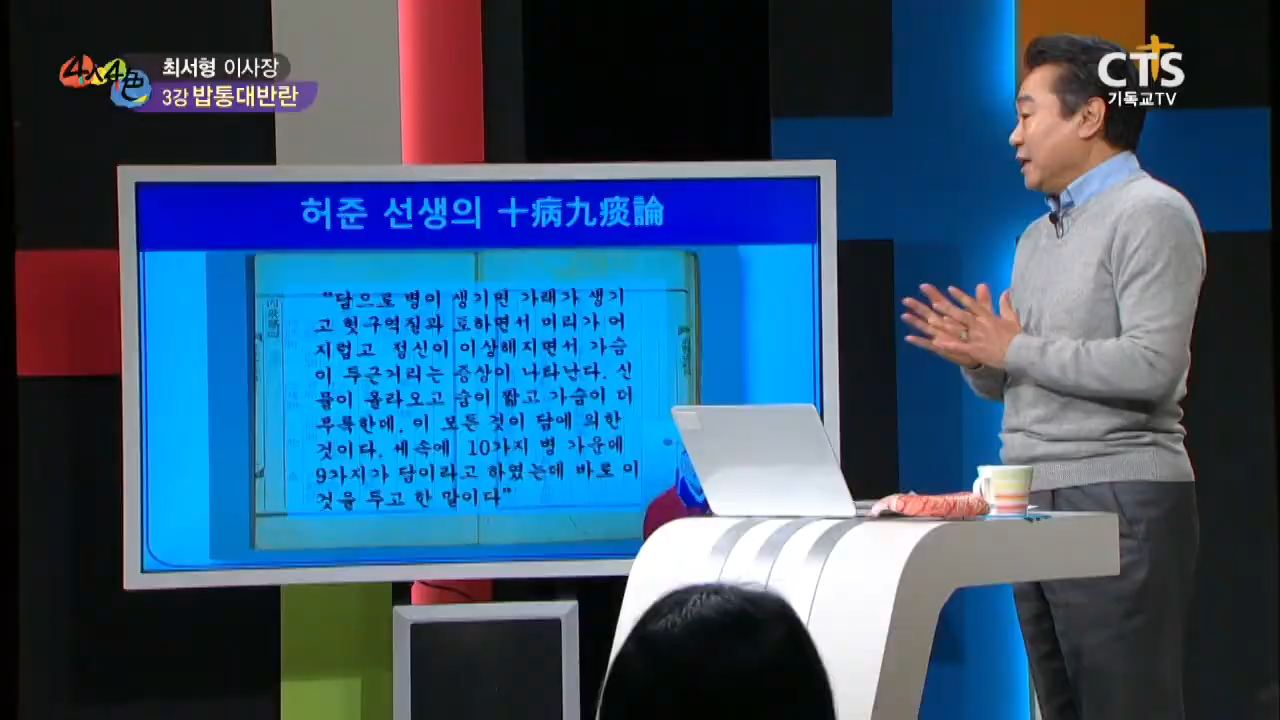 4人4色
최서형 이사장
3강 밥통대반란
CTS
기독교TV
허준 선생의 十病九痰論
“담으로 병이 생기면 가래가 생기
고 헛구역질과 토하면서 머리가 어
지럽고 정신이 이상해지면서 가슴
이 두근거리는 증상이 나타난다. 신
물이 올라오고 숨이 짧고 가슴이 더
부룩한데, 이 모든 것이 담에 의한
것이다. 세속에 10가지 병 가운데
9가지가 담이라고 하였는데 바로 이
것을 두고 한 말이다”